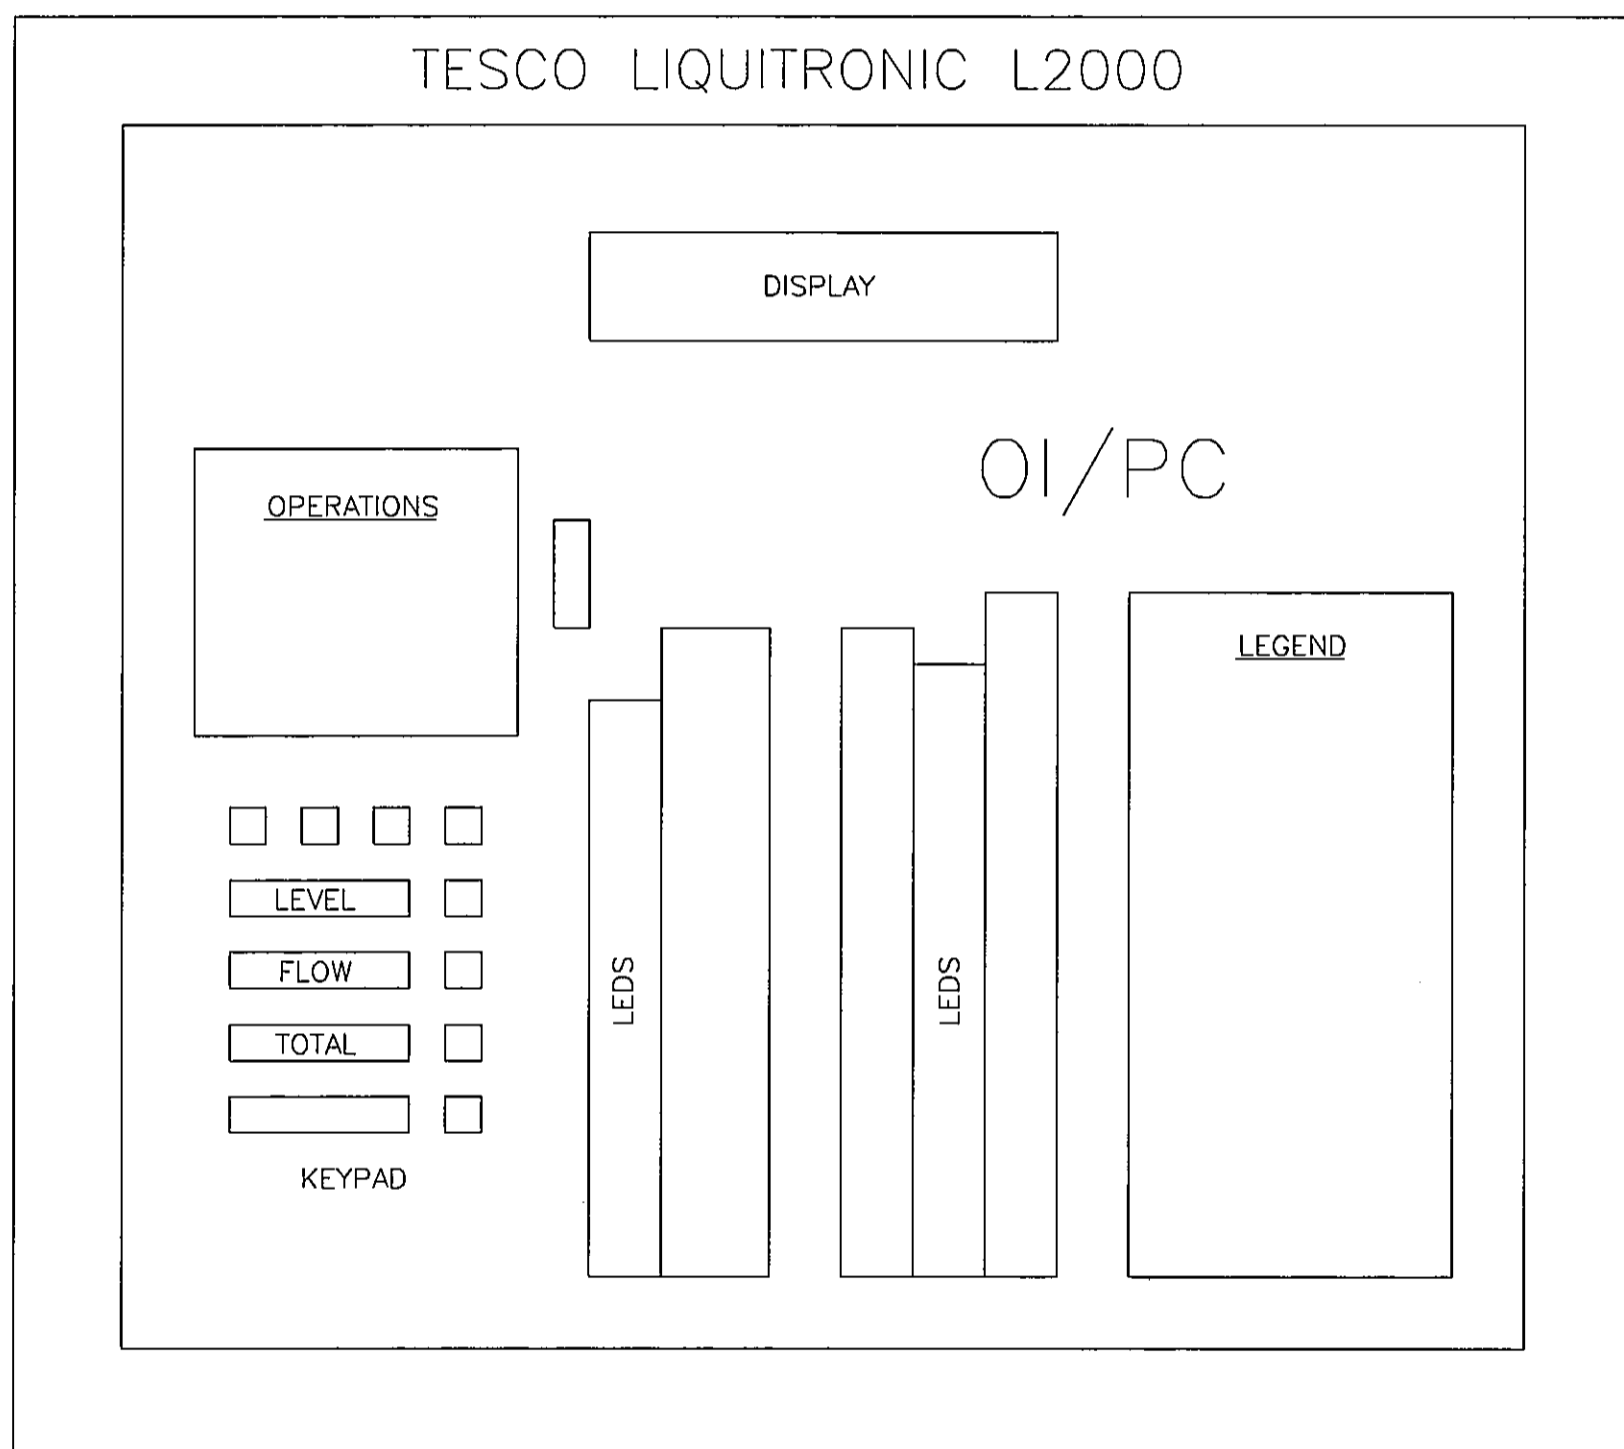 TESCO LIQUITRONIC L2000
DISPLAY
OI/PC
OPERATIONS
LEGEND
LEVEL
FLOW
TOTAL
KEYPAD
LEDS
LEDS